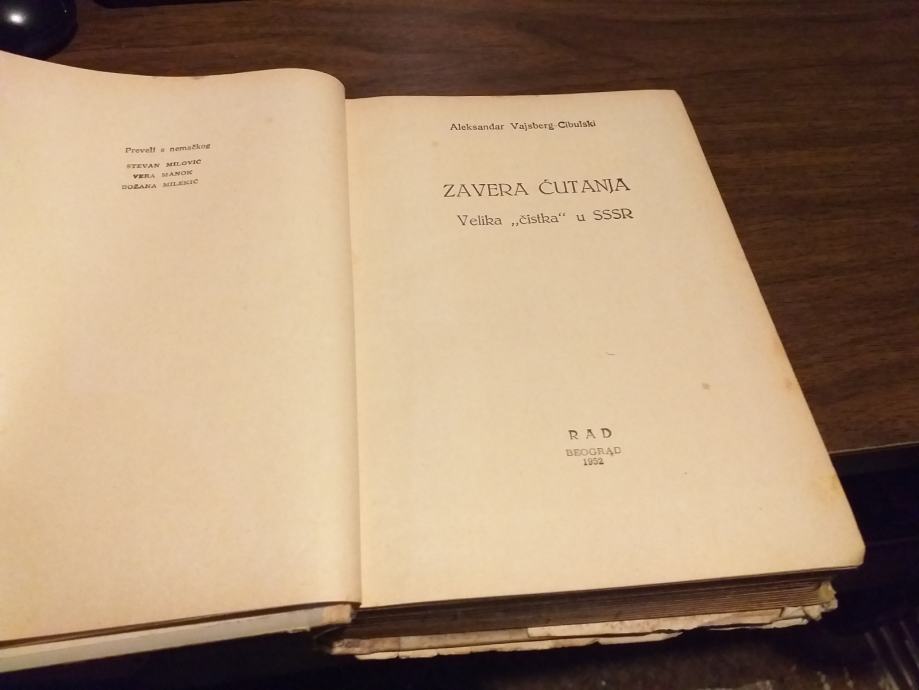 Preveli s nemačkog
STEVAN MILOVIĆ
VERA MANOK
BOŽANA MILEKIĆ
Aleksandar Vajsberg-Cibulski
ZAVERA ĆUTANJA
Velika „čistka“ u SSSR
RAD
BEOGRAD
1952